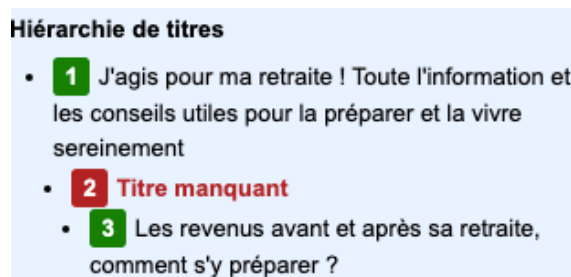 Hiérarchie de titres
1 J'agis pour ma retraite ! Toute l'information et
les conseils utiles pour la préparer et la vivre
sereinement
2 Titre manquant
3 Les revenus avant et après sa retraite,
comment s'y préparer ?